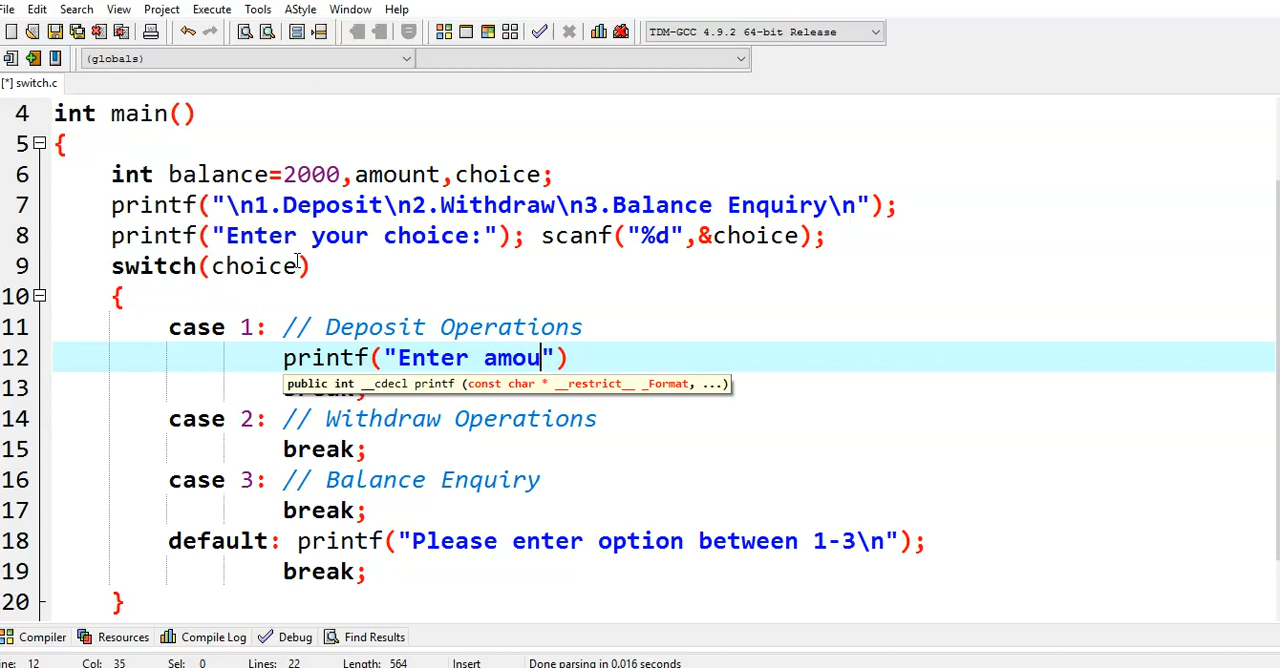 File Edit Search View Project Execute Tools AStyle Window Help
TDM-GCC 4.9.2 64-bit Release
(globals)
[*] switch.c
4 int main()
5 {
6 int balance=2000,amount,choice;
7 printf("\n1.Deposit\n2.Withdraw\n3.Balance Enquiry\n");
8 printf("Enter your choice:"); scanf("%d",&choice);
9 switch(choice)
10 {
11 case 1: // Deposit Operations
12 printf("Enter amou")
public int __cdecl printf (const char * __restrict__ _Format, ...)
13 break;
14 case 2: // Withdraw Operations
15 break;
16 case 3: // Balance Enquiry
17 break;
18 default: printf("Please enter option between 1-3\n");
19 break;
20 }
Compiler Resources Compile Log Debug Find Results
ine: 12 Col: 35 Sel: 0 Lines: 22 Length: 564 Insert Done parsing in 0.016 seconds